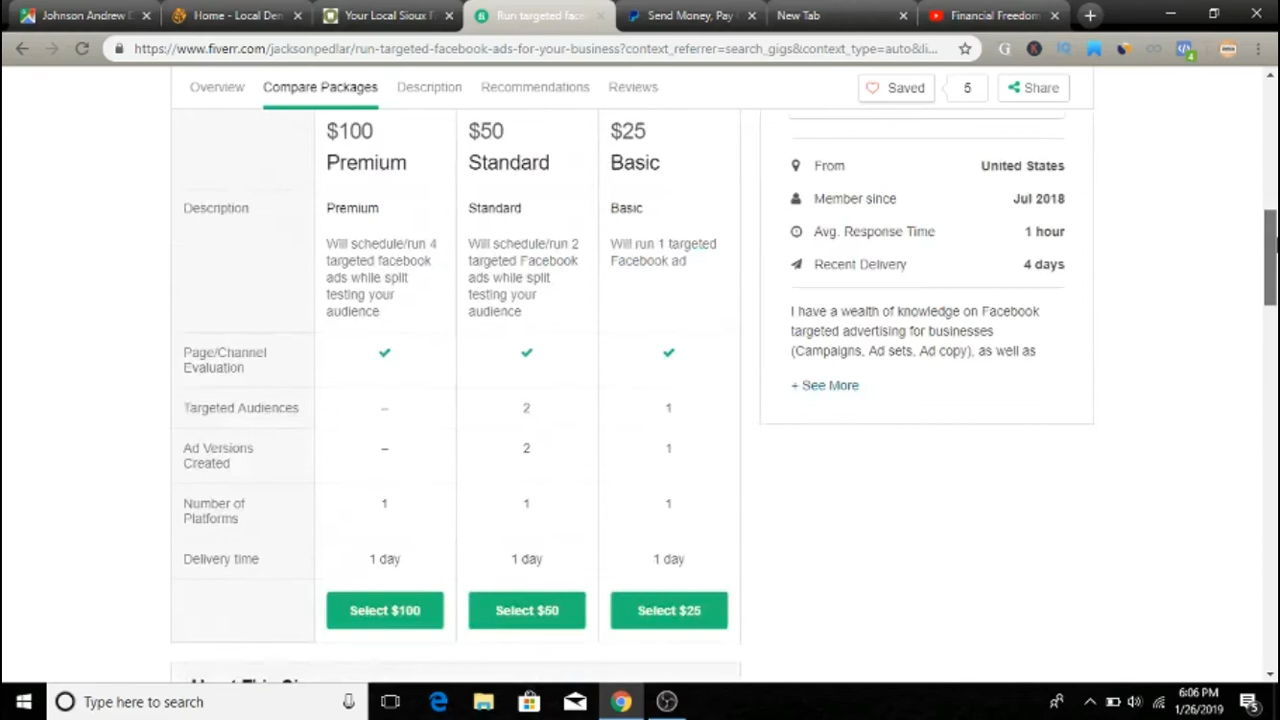 Johnson Andrew D
Home - Local Den
Your Local Sioux F
Run targeted face
Send Money, Pay
New Tab
Financial Freedom
https://www.fiverr.com/jacksonpedlar/run-targeted-facebook-ads-for-your-business?context_referrer=search_gigs&context_type=auto&li...
Overview
Compare Packages
Description
Recommendations
Reviews
Saved
5
Share
$100
$50
$25
Premium
Standard
Basic
Description
Premium
Standard
Basic
Will schedule/run 4
targeted facebook
ads while split
testing your
audience
Will schedule/run 2
targeted Facebook
ads while split
testing your
audience
Will run 1 targeted
Facebook ad
Page/Channel
Evaluation
Targeted Audiences
–
2
1
Ad Versions
Created
–
2
1
Number of
Platforms
1
1
1
Delivery time
1 day
1 day
1 day
Select $100
Select $50
Select $25
From
United States
Member since
Jul 2018
Avg. Response Time
1 hour
Recent Delivery
4 days
I have a wealth of knowledge on Facebook
targeted advertising for businesses
(Campaigns, Ad sets, Ad copy), as well as
+ See More
Type here to search
6:06 PM
1/26/2019
5